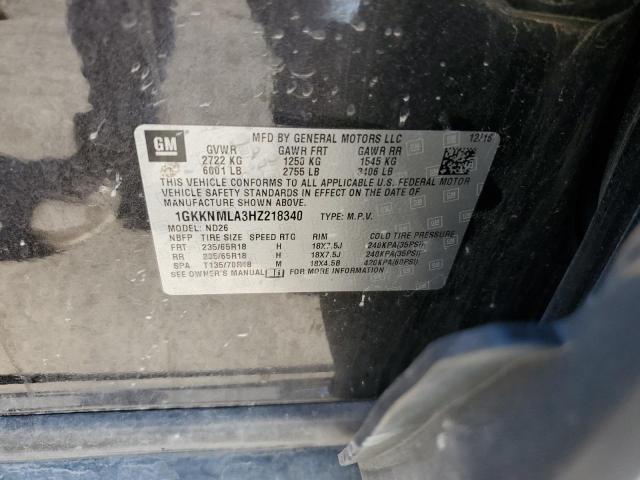 GM
MFD BY GENERAL MOTORS LLC 12/16
GVWR GAWR FRT GAWR RR
2722 KG 1250 KG 1545 KG
6001 LB 2755 LB 3406 LB
THIS VEHICLE CONFORMS TO ALL APPLICABLE U.S. FEDERAL MOTOR
VEHICLE SAFETY STANDARDS IN EFFECT ON THE DATE OF
MANUFACTURE SHOWN ABOVE.
1GKKNMLA3HZ218340 TYPE: M.P.V.
MODEL: ND26
NBFP TIRE SIZE SPEED RTG RIM COLD TIRE PRESSURE
FRT 235/65R18 H 18X7.5J 240KPA(35PSI)
RR 235/65R18 H 18X7.5J 240KPA(35PSI)
SPA T135/70R18 M 18X4.5B 420KPA(60PSI)
SEE OWNER'S MANUAL